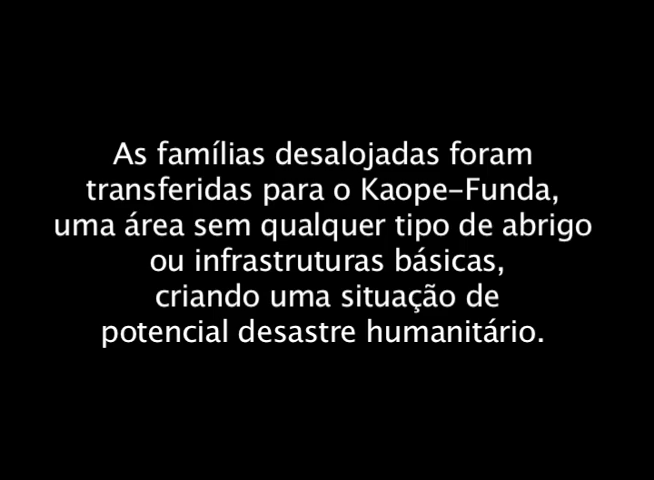 As famílias desalojadas foram
transferidas para o Kaope-Funda,
uma área sem qualquer tipo de abrigo
ou infrastruturas básicas,
criando uma situação de
potencial desastre humanitário.